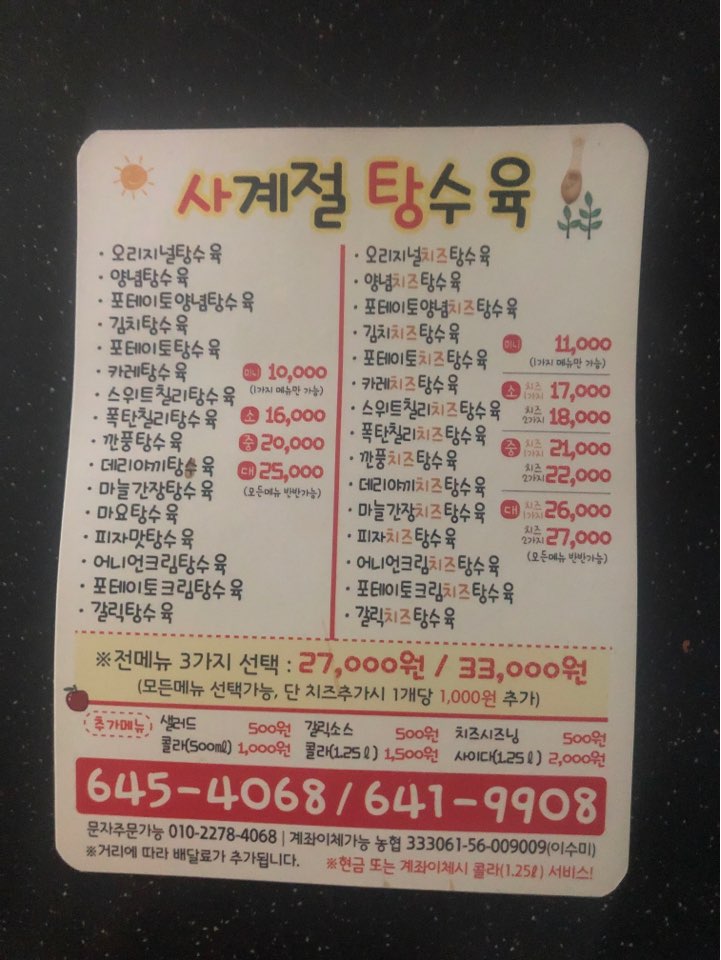 사계절 탕수육
· 오리지널탕수육
· 양념탕수육
· 포테이토양념탕수육
· 김치탕수육
· 포테이토탕수육
· 카레탕수육
· 스위트칠리탕수육
· 폭탄칠리탕수육
· 깐풍탕수육
· 데리야끼탕수육
· 마늘간장탕수육
· 마요탕수육
· 피자맛탕수육
· 어니언크림탕수육
· 포테이토크림탕수육
· 갈릭탕수육
미니 10,000
(1가지 메뉴만 가능)
소 16,000
중 20,000
대 25,000
(모든메뉴 반반가능)
· 오리지널치즈탕수육
· 양념치즈탕수육
· 포테이토양념치즈탕수육
· 김치치즈탕수육
· 포테이토치즈탕수육
· 카레치즈탕수육
· 스위트칠리치즈탕수육
· 폭탄칠리치즈탕수육
· 깐풍치즈탕수육
· 데리야끼치즈탕수육
· 마늘간장치즈탕수육
· 피자치즈탕수육
· 어니언크림치즈탕수육
· 포테이토크림치즈탕수육
· 갈릭치즈탕수육
미니 11,000
(1가지 메뉴만 가능)
소 치즈 1가지 17,000
치즈 2가지 18,000
중 치즈 1가지 21,000
치즈 2가지 22,000
대 치즈 1가지 26,000
치즈 2가지 27,000
(모든메뉴 반반가능)
※전메뉴 3가지 선택 : 27,000원 / 33,000원
(모든메뉴 선택가능, 단 치즈추가시 1개당 1,000원 추가)
추가메뉴 샐러드 500원 갈릭소스 500원 치즈시즈닝 500원
콜라(500㎖) 1,000원 콜라(1.25ℓ) 1,500원 사이다(1.25ℓ) 2,000원
645-4068 / 641-9908
문자주문가능 010-2278-4068 | 계좌이체가능 농협 333061-56-009009(이수미)
※거리에 따라 배달료가 추가됩니다. ※현금 또는 계좌이체시 콜라(1.25ℓ) 서비스!